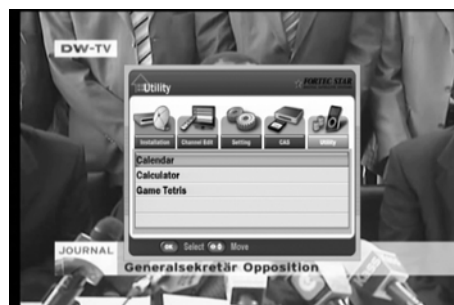 DW-TV
Utility
FORTEC STAR
Installation
Channel Edit
Setting
CAS
Utility
Calendar
Calculator
Game Tetris
OK Select Move
JOURNAL
Generalsekretär Opposition